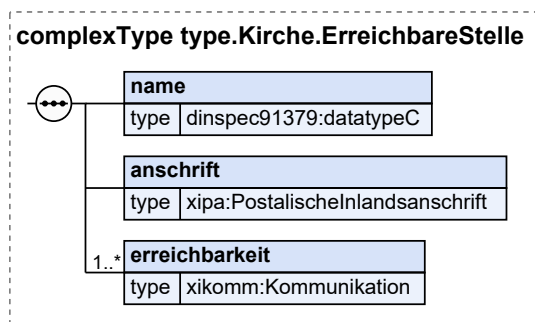 complexType type.Kirche.ErreichbareStelle
name
type dinspec91379:datatypeC
anschrift
type xipa:PostalischeInlandsanschrift
1..* erreichbarkeit
type xikomm:Kommunikation